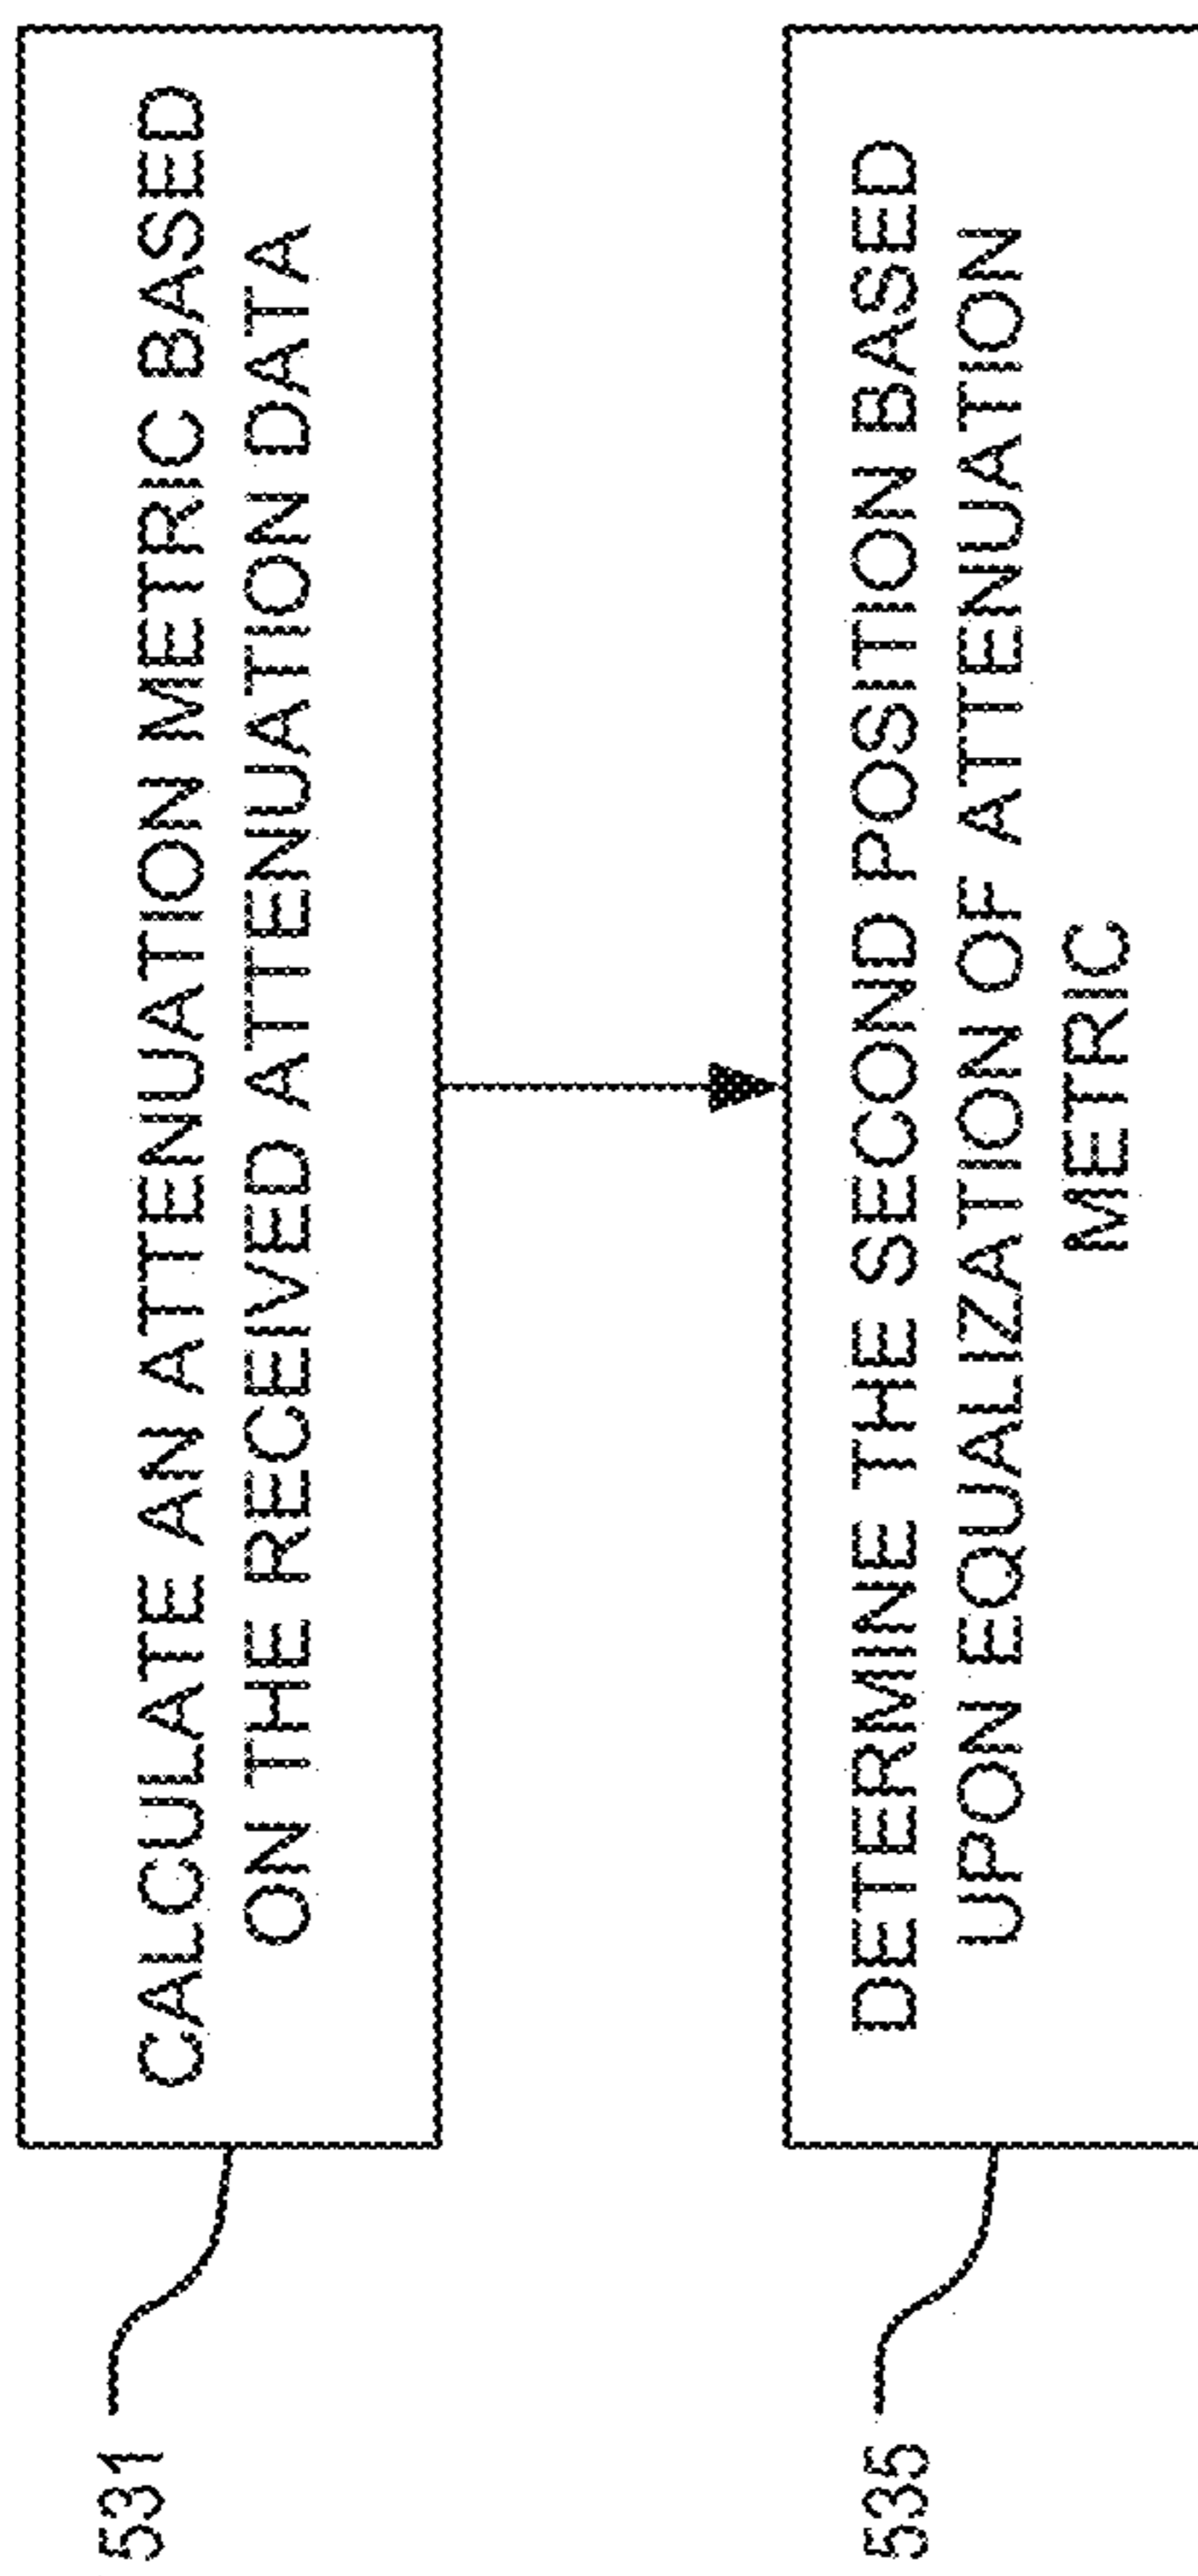 531
CALCULATE AN ATTENUATION METRIC BASED
ON THE RECEIVED ATTENUATION DATA
535
DETERMINE THE SECOND POSITION BASED
UPON EQUALIZATION OF ATTENUATION
METRIC